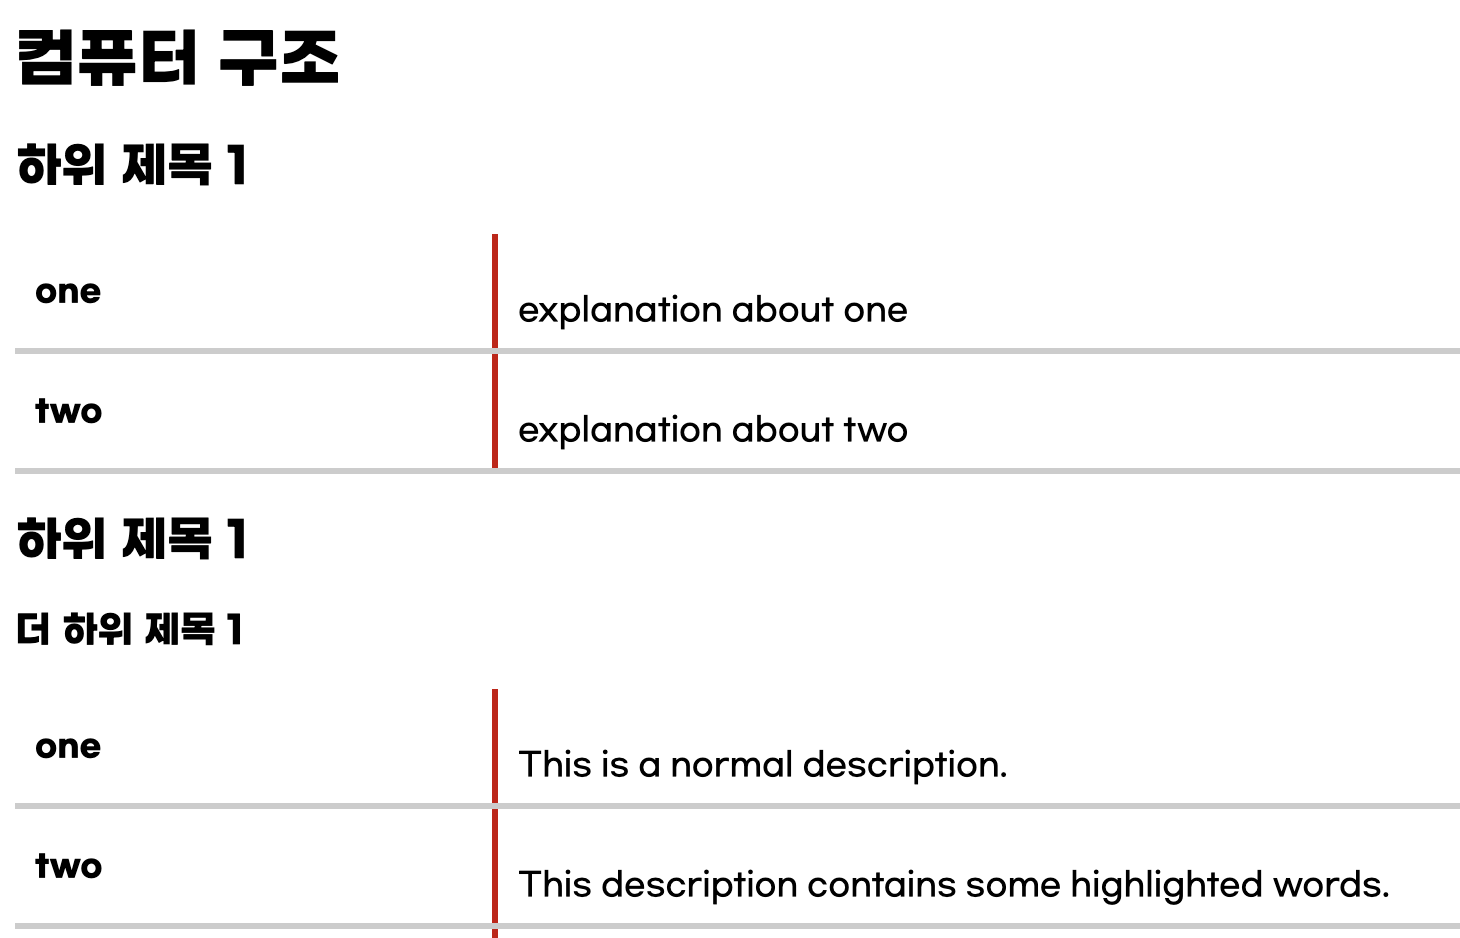 컴퓨터 구조
하위 제목 1
one
explanation about one
two
explanation about two
하위 제목 1
더 하위 제목 1
one
This is a normal description.
two
This description contains some highlighted words.